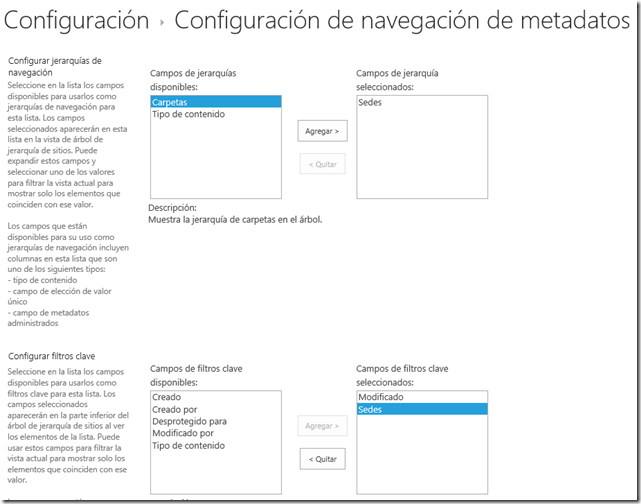 Configuración ▸ Configuración de navegación de metadatos
Configurar jerarquías de
navegación
Seleccione en la lista los campos
disponibles para usarlos como
jerarquías de navegación para
esta lista. Los campos
seleccionados aparecerán en esta
lista en la vista de árbol de
jerarquía de sitios. Puede
expandir estos campos y
seleccionar uno de los valores
para filtrar la vista actual para
mostrar solo los elementos que
coinciden con ese valor.
Los campos que están
disponibles para su uso como
jerarquías de navegación incluyen
columnas en esta lista que son
uno de los siguientes tipos:
- tipo de contenido
- campo de elección de valor
único
- campo de metadatos
administrados
Campos de jerarquías
disponibles:
Carpetas
Tipo de contenido
Agregar >
< Quitar
Campos de jerarquía
seleccionados:
Sedes
Descripción:
Muestra la jerarquía de carpetas en el árbol.
Configurar filtros clave
Seleccione en la lista los campos
disponibles para usarlos como
filtros clave para esta lista. Los
campos seleccionados
aparecerán en la parte inferior del
árbol de jerarquía de sitios al ver
los elementos de la lista. Puede
usar estos campos para filtrar la
vista actual para mostrar solo los
elementos que coinciden con ese
valor.
Campos de filtros clave
disponibles:
Creado
Creado por
Desprotegido para
Modificado por
Tipo de contenido
Agregar >
< Quitar
Campos de filtros clave
seleccionados:
Modificado
Sedes